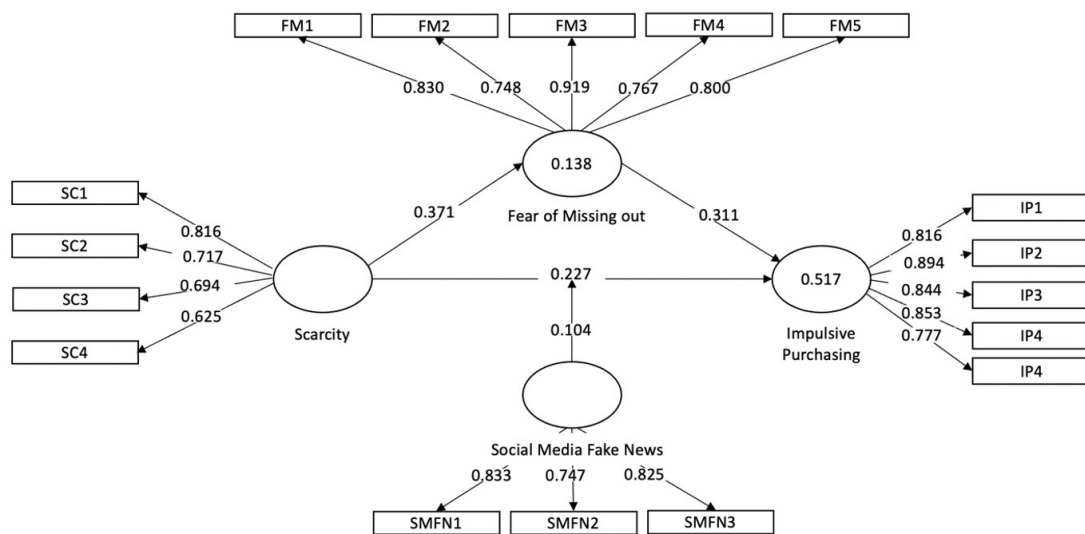 FM1 FM2 FM3 FM4 FM5
0.830 0.748 0.919 0.767 0.800
0.138
Fear of Missing out
SC1
SC2
SC3
SC4
0.816
0.717
0.694
0.625
Scarcity
0.371
0.311
0.227
0.104
0.517
Impulsive
Purchasing
0.816
0.894
0.844
0.853
0.777
IP1
IP2
IP3
IP4
IP4
Social Media Fake News
0.833 0.747 0.825
SMFN1 SMFN2 SMFN3